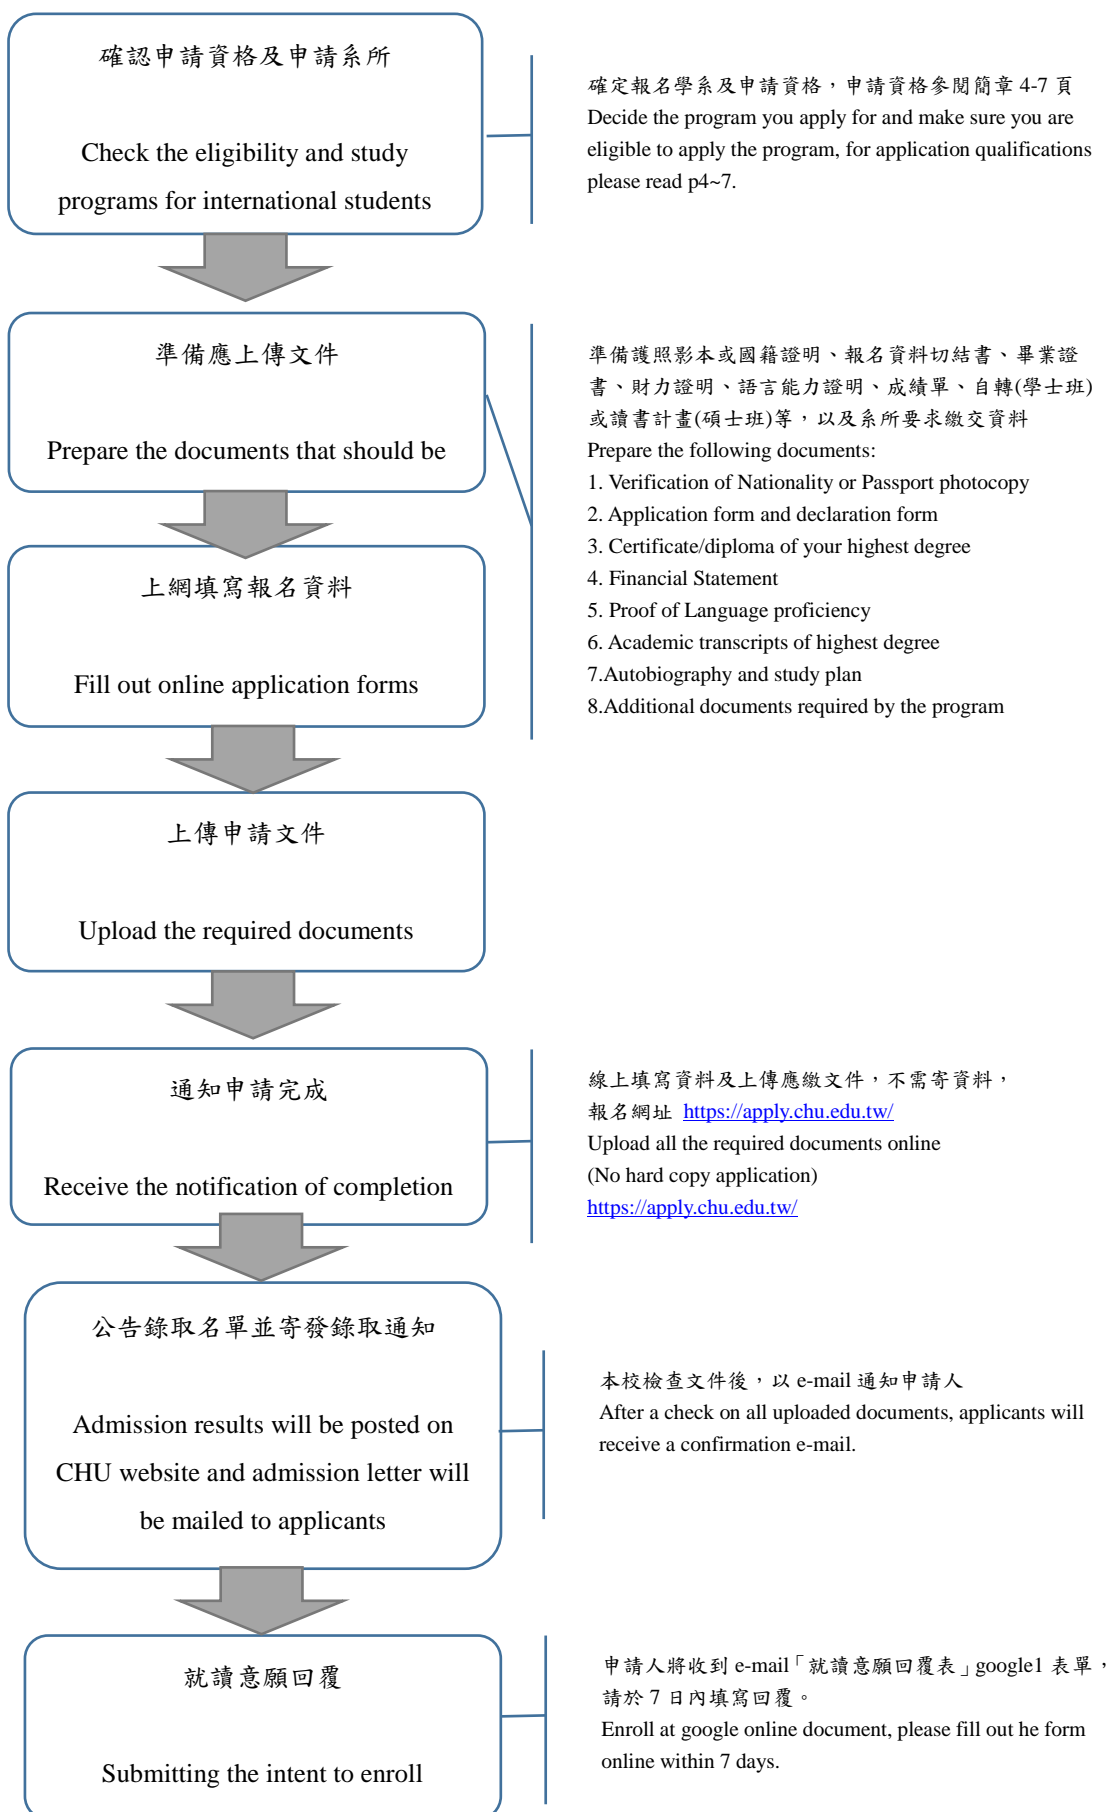 確認申請資格及申請系所
Check the eligibility and study
programs for international students
確定報名學系及申請資格，申請資格參閱簡章 4-7 頁
Decide the program you apply for and make sure you are
eligible to apply the program, for application qualifications
please read p4~7.
準備應上傳文件
Prepare the documents that should be
準備護照影本或國籍證明、報名資料切結書、畢業證
書、財力證明、語言能力證明、成績單、自轉(學士班)
或讀書計畫(碩士班)等，以及系所要求繳交資料
Prepare the following documents:
1. Verification of Nationality or Passport photocopy
2. Application form and declaration form
3. Certificate/diploma of your highest degree
4. Financial Statement
5. Proof of Language proficiency
6. Academic transcripts of highest degree
7.Autobiography and study plan
8.Additional documents required by the program
上網填寫報名資料
Fill out online application forms
上傳申請文件
Upload the required documents
通知申請完成
Receive the notification of completion
線上填寫資料及上傳應繳文件，不需寄資料，
報名網址 https://apply.chu.edu.tw/
Upload all the required documents online
(No hard copy application)
https://apply.chu.edu.tw/
公告錄取名單並寄發錄取通知
Admission results will be posted on
CHU website and admission letter will
be mailed to applicants
本校檢查文件後，以 e-mail 通知申請人
After a check on all uploaded documents, applicants will
receive a confirmation e-mail.
就讀意願回覆
Submitting the intent to enroll
申請人將收到 e-mail「就讀意願回覆表」google1 表單，
請於 7 日內填寫回覆。
Enroll at google online document, please fill out he form
online within 7 days.